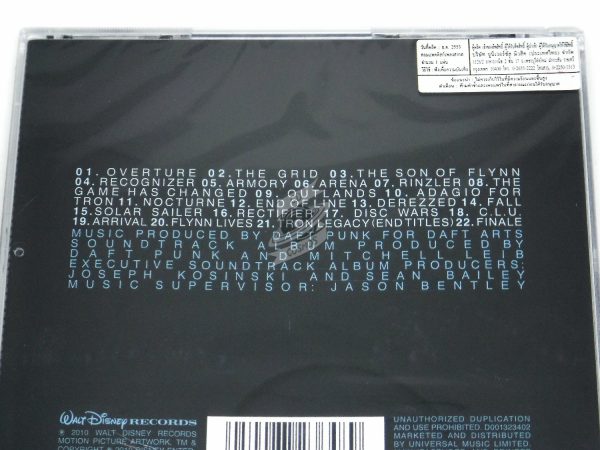 01. OVERTURE 02. THE GRID 03. THE SON OF FLYNN
04. RECOGNIZER 05. ARMORY 06. ARENA 07. RINZLER 08. THE
GAME HAS CHANGED 09. OUTLANDS 10. ADAGIO FOR
TRON 11. NOCTURNE 12. END OF LINE 13. DEREZZED 14. FALL
15. SOLAR SAILER 16. RECTIFIER 17. DISC WARS 18. C.L.U.
19. ARRIVAL 20. FLYNN LIVES 21. TRON LEGACY (END TITLES) 22. FINALE
MUSIC PRODUCED BY DAFT PUNK FOR DAFT ARTS
SOUNDTRACK ALBUM PRODUCED BY
DAFT PUNK AND MITCHELL LEIB
EXECUTIVE SOUNDTRACK ALBUM PRODUCERS:
JOSEPH KOSINSKI AND SEAN BAILEY
MUSIC SUPERVISOR: JASON BENTLEY
WALT DISNEY RECORDS
℗ 2010 WALT DISNEY RECORDS
MOTION PICTURE ARTWORK, TM &
UNAUTHORIZED DUPLICATION
AND USE PROHIBITED. D001323402
MARKETED AND DISTRIBUTED
BY UNIVERSAL MUSIC LIMITED.